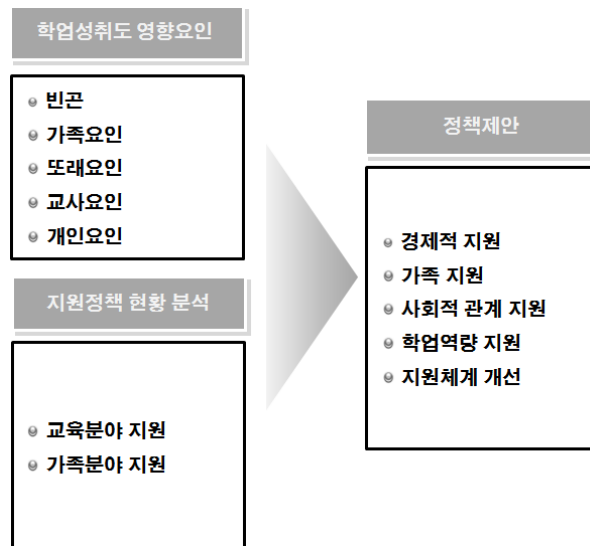 학업성취도 영향요인
빈곤
가족요인
또래요인
교사요인
개인요인
지원정책 현황 분석
교육분야 지원
가족분야 지원
정책제안
경제적 지원
가족 지원
사회적 관계 지원
학업역량 지원
지원체계 개선